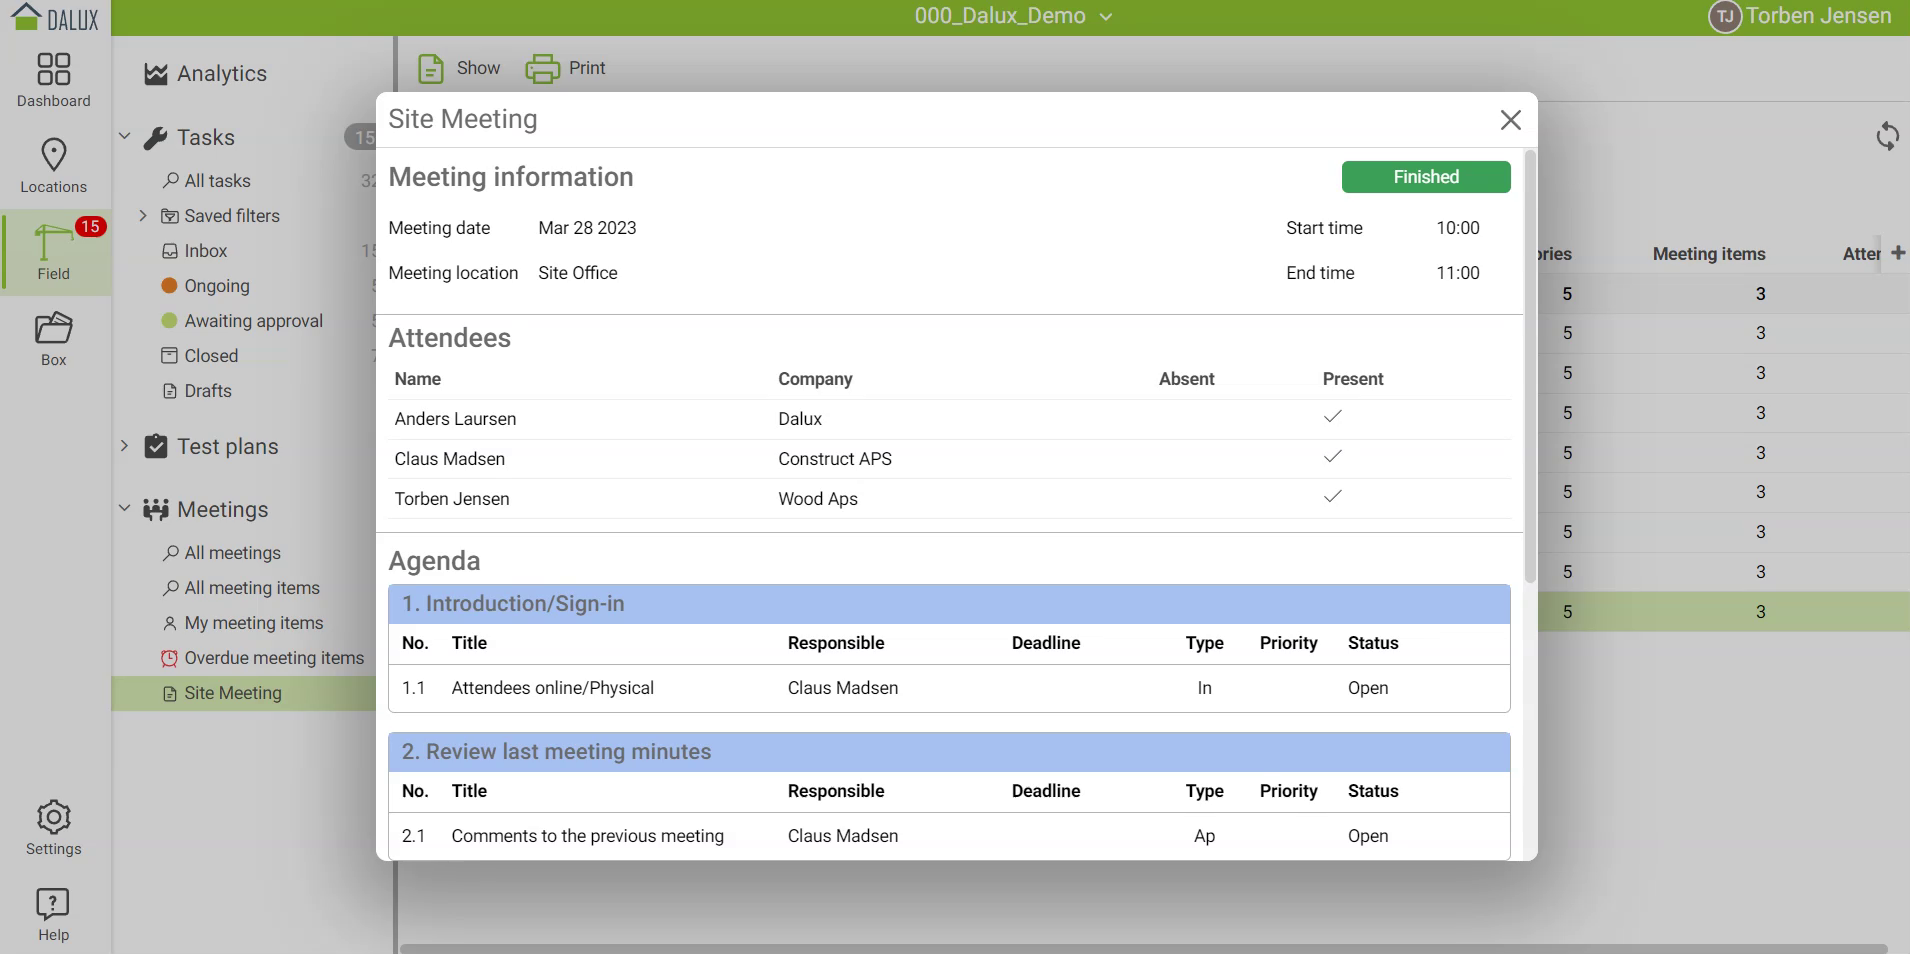 DALUX
000_Dalux_Demo
TJ Torben Jensen
Dashboard
Locations
15
Field
Box
Settings
? Help
Analytics
Tasks 15
All tasks 32
Saved filters
Inbox 15
Ongoing
Awaiting approval
Closed
Drafts
Test plans
Meetings
All meetings
All meeting items
My meeting items
Overdue meeting items
Site Meeting
Show Print
Site Meeting
Meeting information Finished
Meeting date Mar 28 2023 Start time 10:00
Meeting location Site Office End time 11:00
Attendees
Name Company Absent Present
Anders Laursen Dalux
Claus Madsen Construct APS
Torben Jensen Wood Aps
Agenda
1. Introduction/Sign-in
No. Title Responsible Deadline Type Priority Status
1.1 Attendees online/Physical Claus Madsen In Open
2. Review last meeting minutes
No. Title Responsible Deadline Type Priority Status
2.1 Comments to the previous meeting Claus Madsen Ap Open
ories Meeting items Atter +
5 3
5 3
5 3
5 3
5 3
5 3
5 3
5 3
5 3